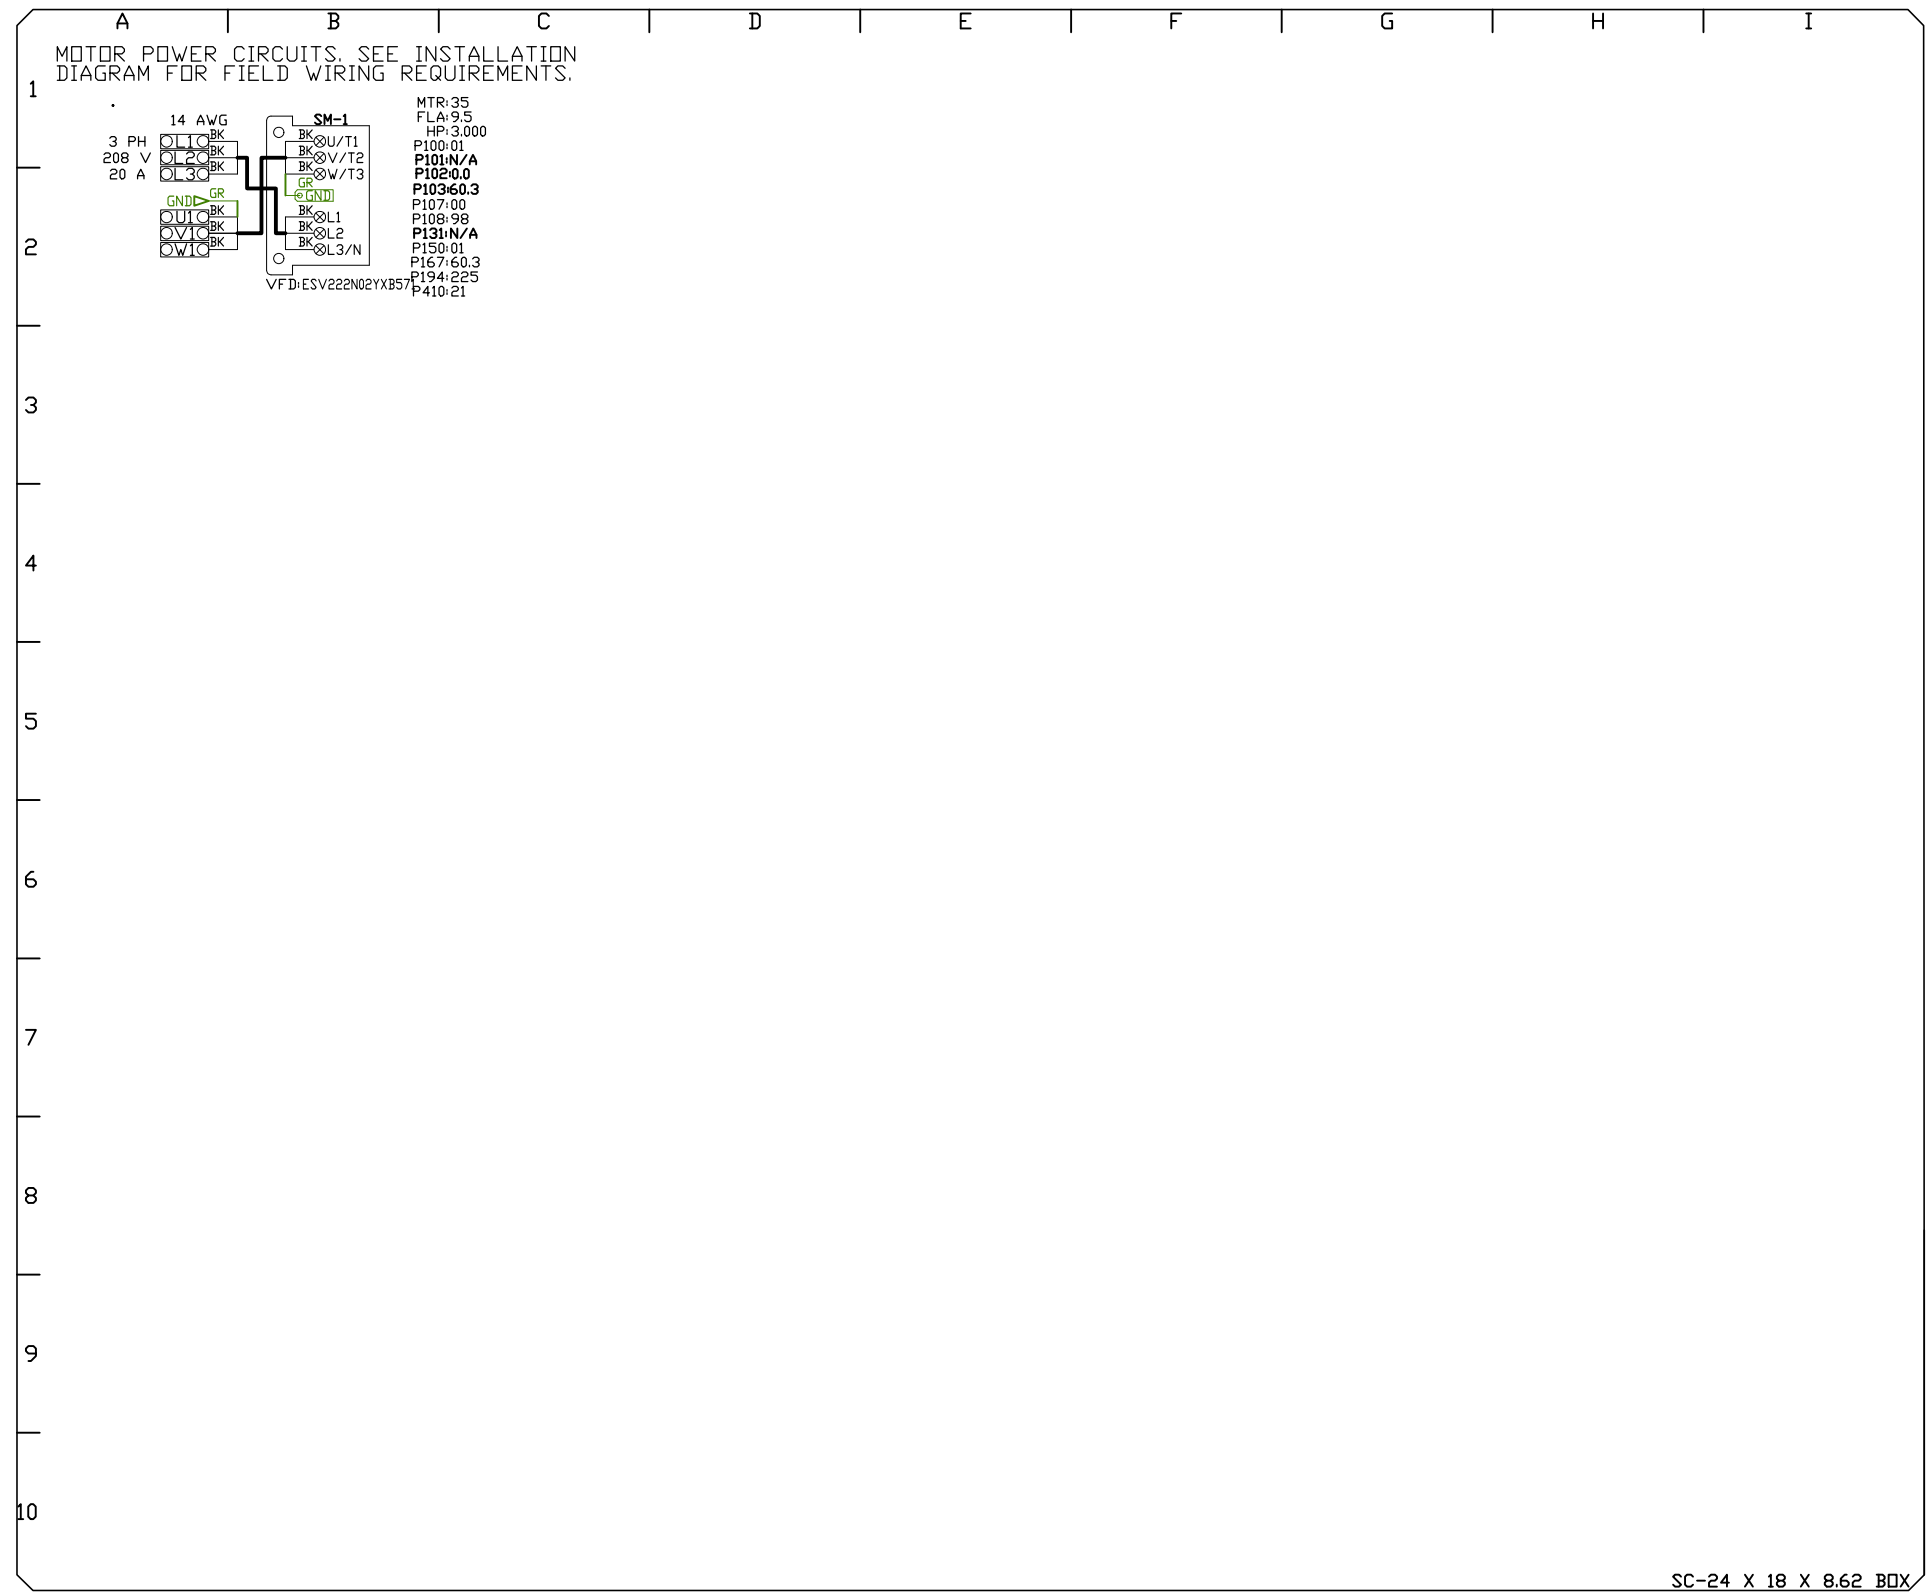 A B C D E F G H I
MOTOR POWER CIRCUITS. SEE INSTALLATION
DIAGRAM FOR FIELD WIRING REQUIREMENTS.
1
14 AWG
3 PH
208 V
20 A
L1 BK
L2 BK
L3 BK
GND GR
U1 BK
V1 BK
W1 BK
SM-1
BK U/T1
BK V/T2
BK W/T3
GR
GND
BK L1
BK L2
BK L3/N
VFD:ESV222N02YXB571
MTR:35
FLA:9.5
HP:3.000
P100:01
P101:N/A
P102:0.0
P103:60.3
P107:00
P108:98
P131:N/A
P150:01
P167:60.3
P194:225
P410:21
2
3
4
5
6
7
8
9
10
SC-24 X 18 X 8.62 BOX